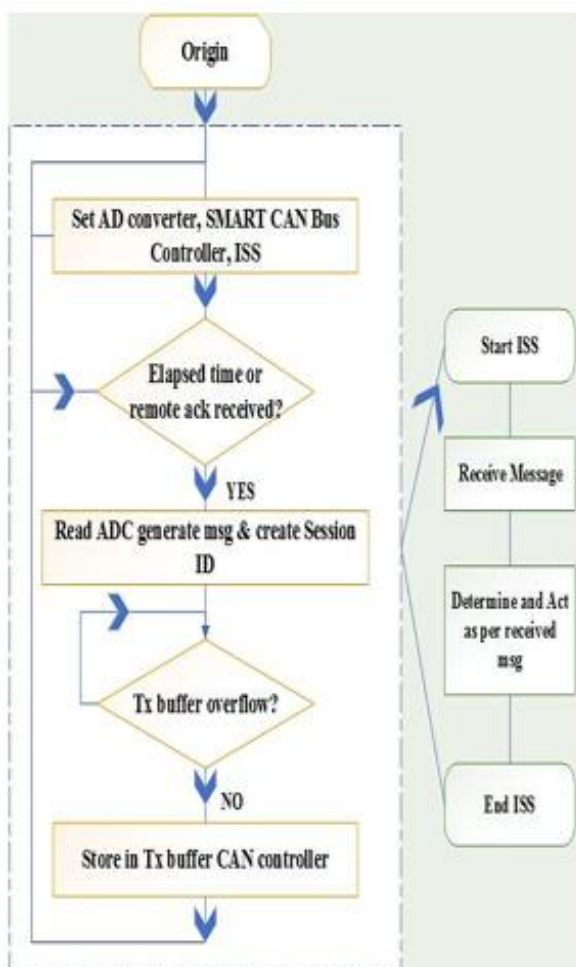 Origin
Set AD converter, SMART CAN Bus
Controller, ISS
Elapsed time or
remote ack received?
YES
Read ADC generate msg & create Session
ID
Tx buffer overflow?
NO
Store in Tx buffer CAN controller
Start ISS
Receive Message
Determine and Act
as per received
msg
End ISS